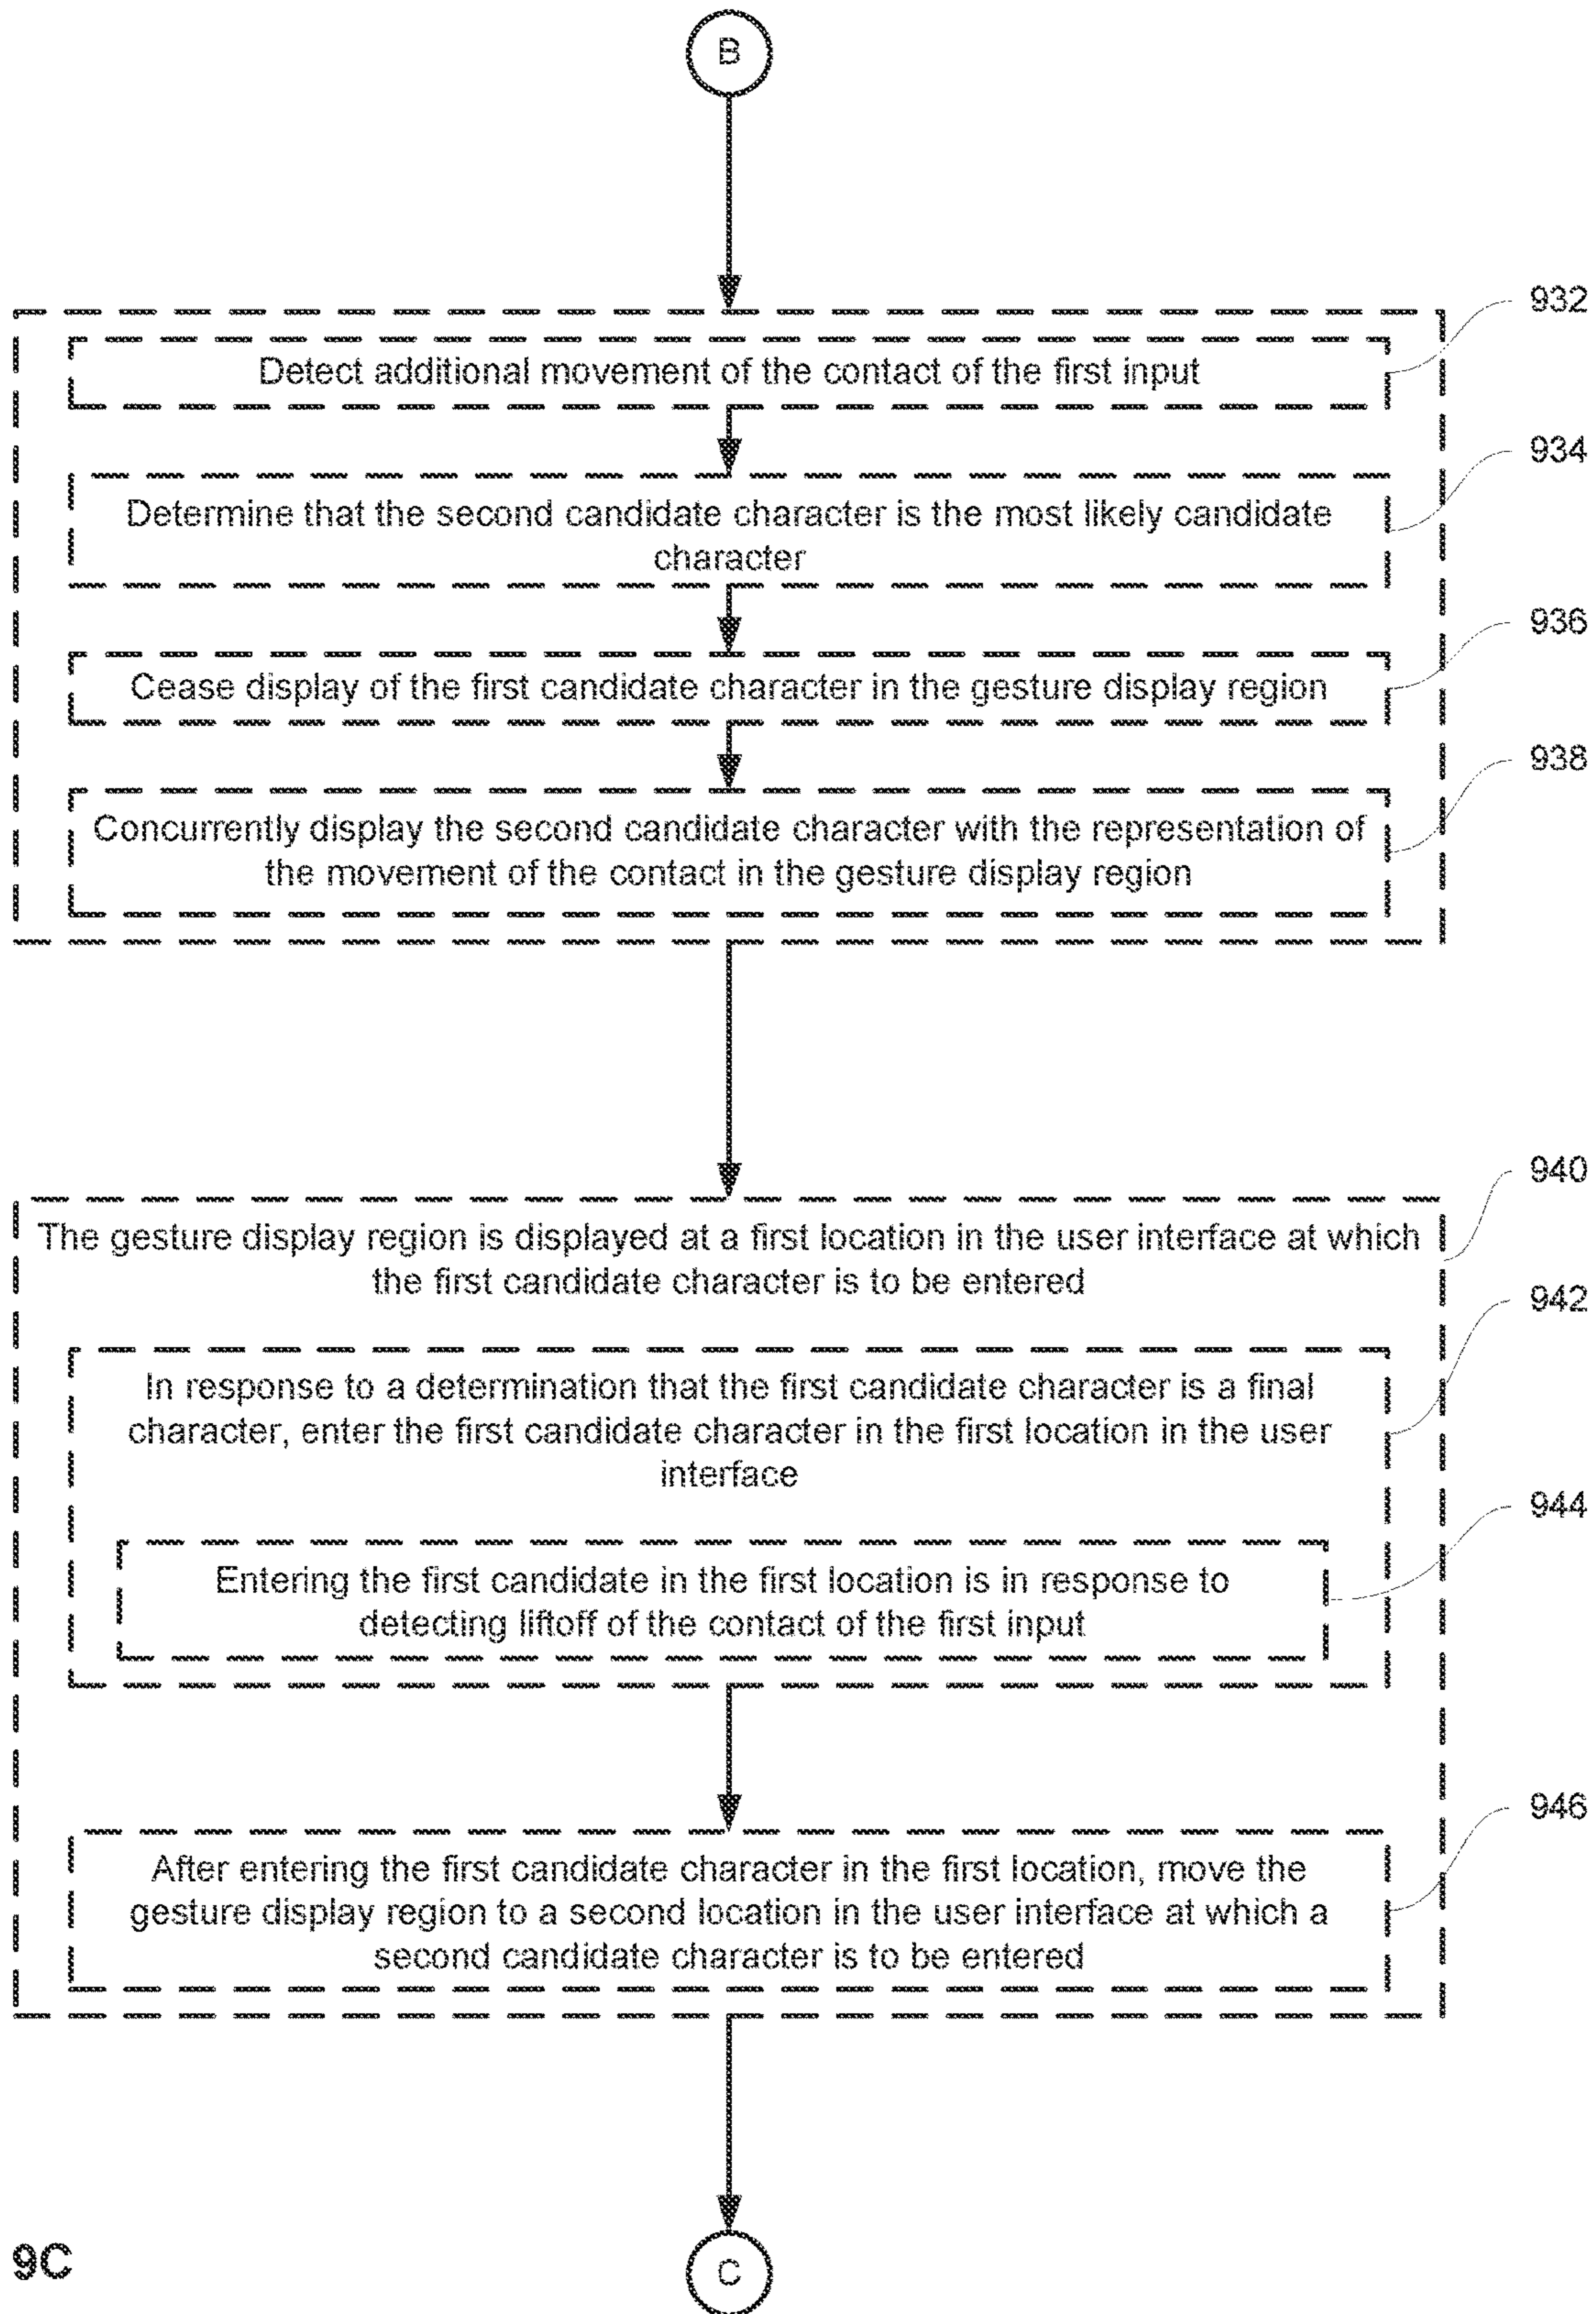 B
932
Detect additional movement of the contact of the first input
934
Determine that the second candidate character is the most likely candidate
character
936
Cease display of the first candidate character in the gesture display region
938
Concurrently display the second candidate character with the representation of
the movement of the contact in the gesture display region
940
The gesture display region is displayed at a first location in the user interface at which
the first candidate character is to be entered
942
In response to a determination that the first candidate character is a final
character, enter the first candidate character in the first location in the user
interface
944
Entering the first candidate in the first location is in response to
detecting liftoff of the contact of the first input
946
After entering the first candidate character in the first location, move the
gesture display region to a second location in the user interface at which a
second candidate character is to be entered
9C
C